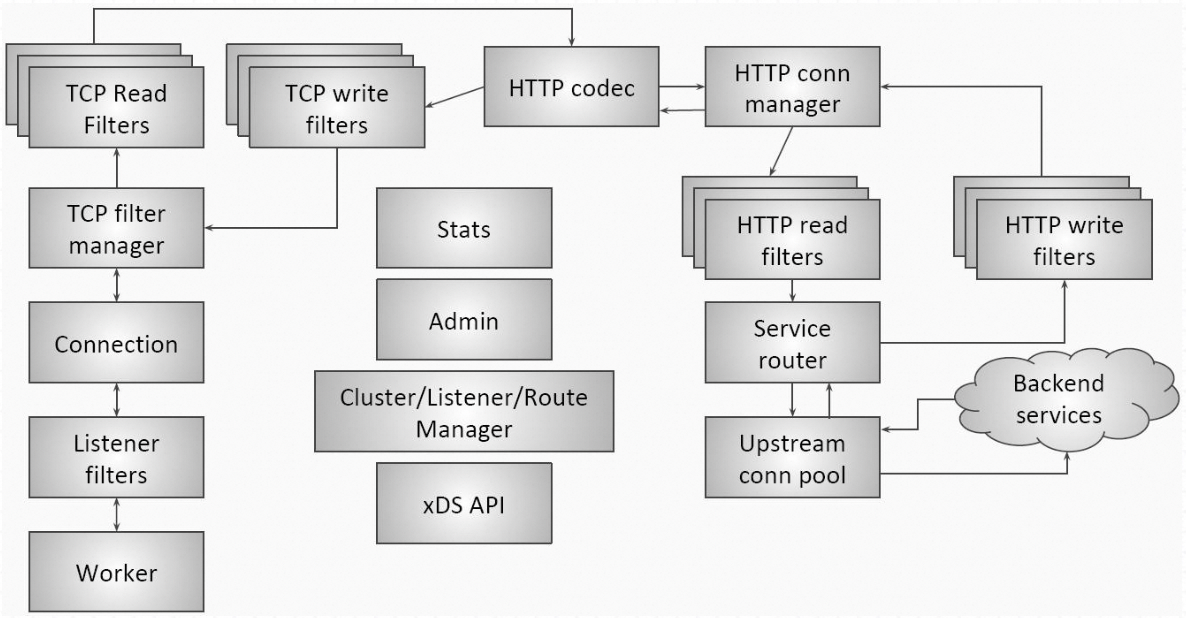 TCP Read
Filters
TCP write
filters
HTTP codec
HTTP conn
manager
TCP filter
manager
Stats
HTTP read
filters
HTTP write
filters
Connection
Admin
Service
router
Backend
services
Listener
filters
Cluster/Listener/Route
Manager
Upstream
conn pool
xDS API
Worker